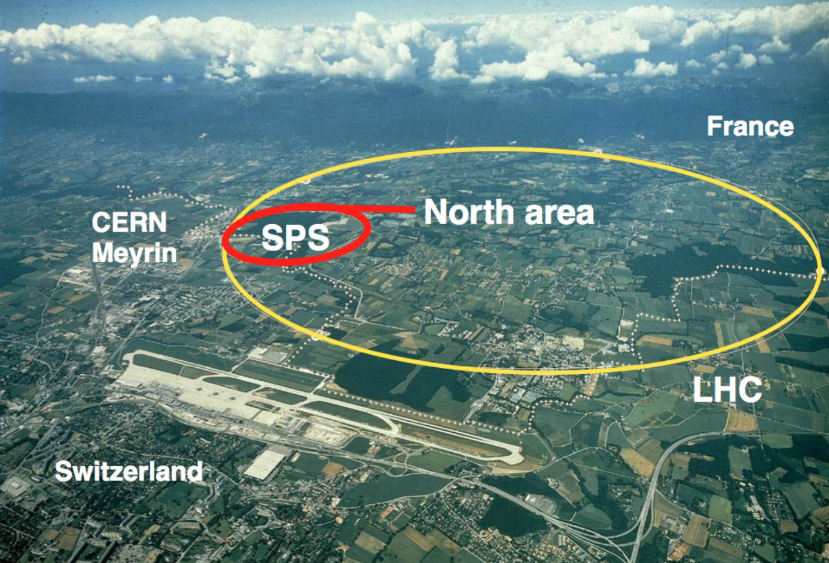 France
CERN
Meyrin
SPS
North area
LHC
Switzerland